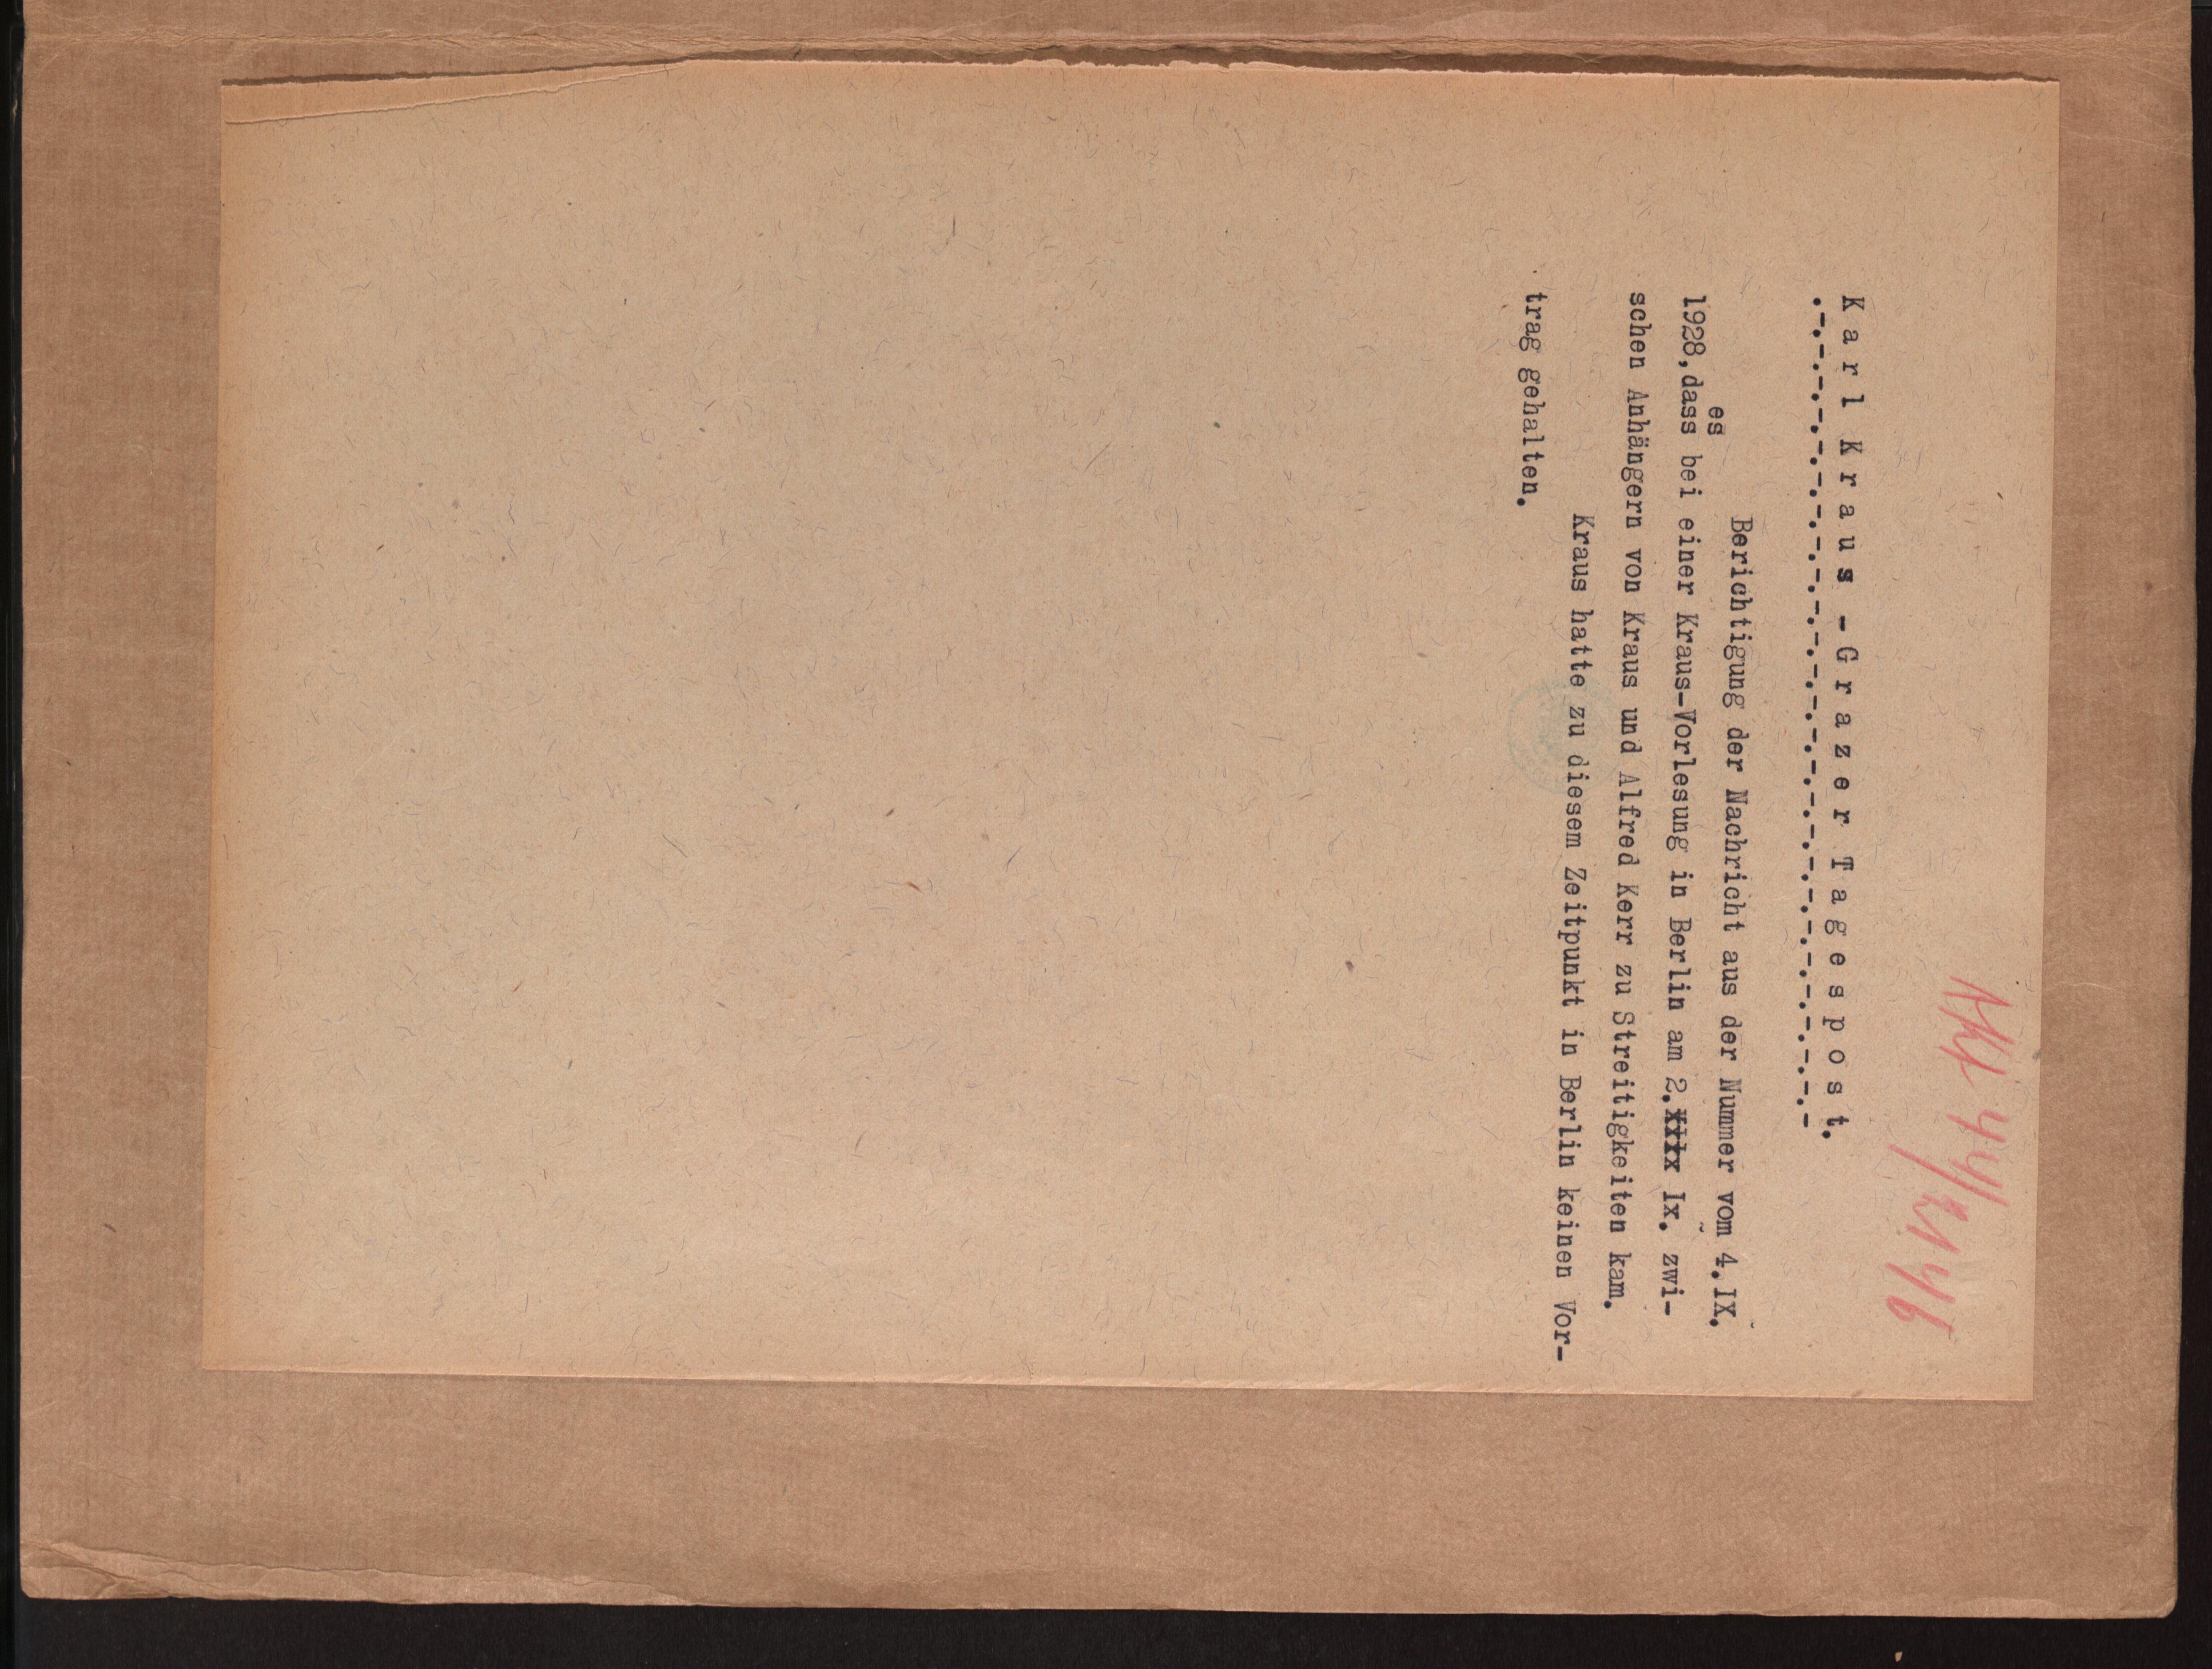 Karl Kraus - Grazer Tagespost.
.-.-.-.-.-.-.-.-.-.-.-.-.-.-.-.-.-.-.-.-.-.-.-.-.-.-
Berichtigung der Nachricht aus der Nummer vom 4.IX.
es
1928,dass bei einer Kraus-Vorlesung in Berlin am 2. Ix. zwi-
schen Anhängern von Kraus und Alfred Kerr zu Streitigkeiten kam.
Kraus hatte zu diesem Zeitpunkt in Berlin keinen Vor-
trag gehalten.